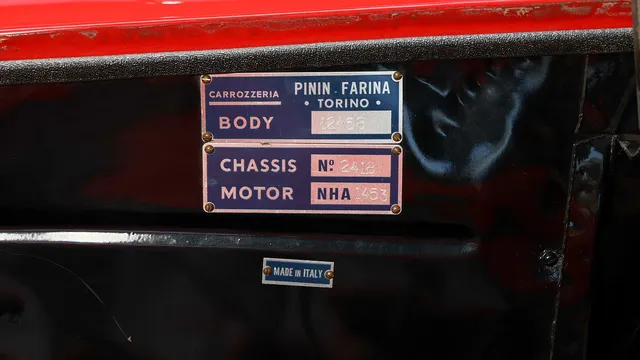 CARROZZERIA
PININ FARINA
• TORINO •
BODY
CHASSIS Nº 2418
MOTOR NHA 1453
MADE IN ITALY